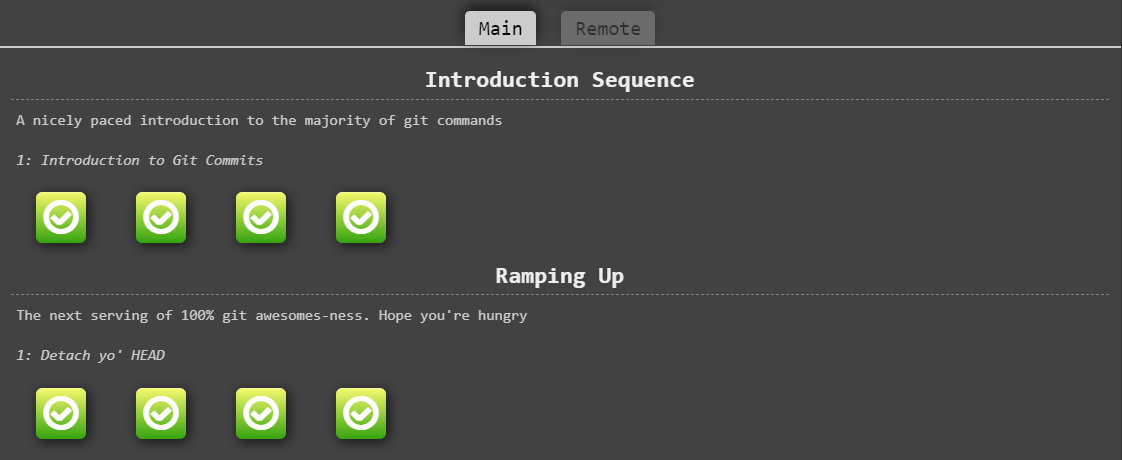 Main Remote
Introduction Sequence
A nicely paced introduction to the majority of git commands
1: Introduction to Git Commits
Ramping Up
The next serving of 100% git awesomes-ness. Hope you're hungry
1: Detach yo' HEAD